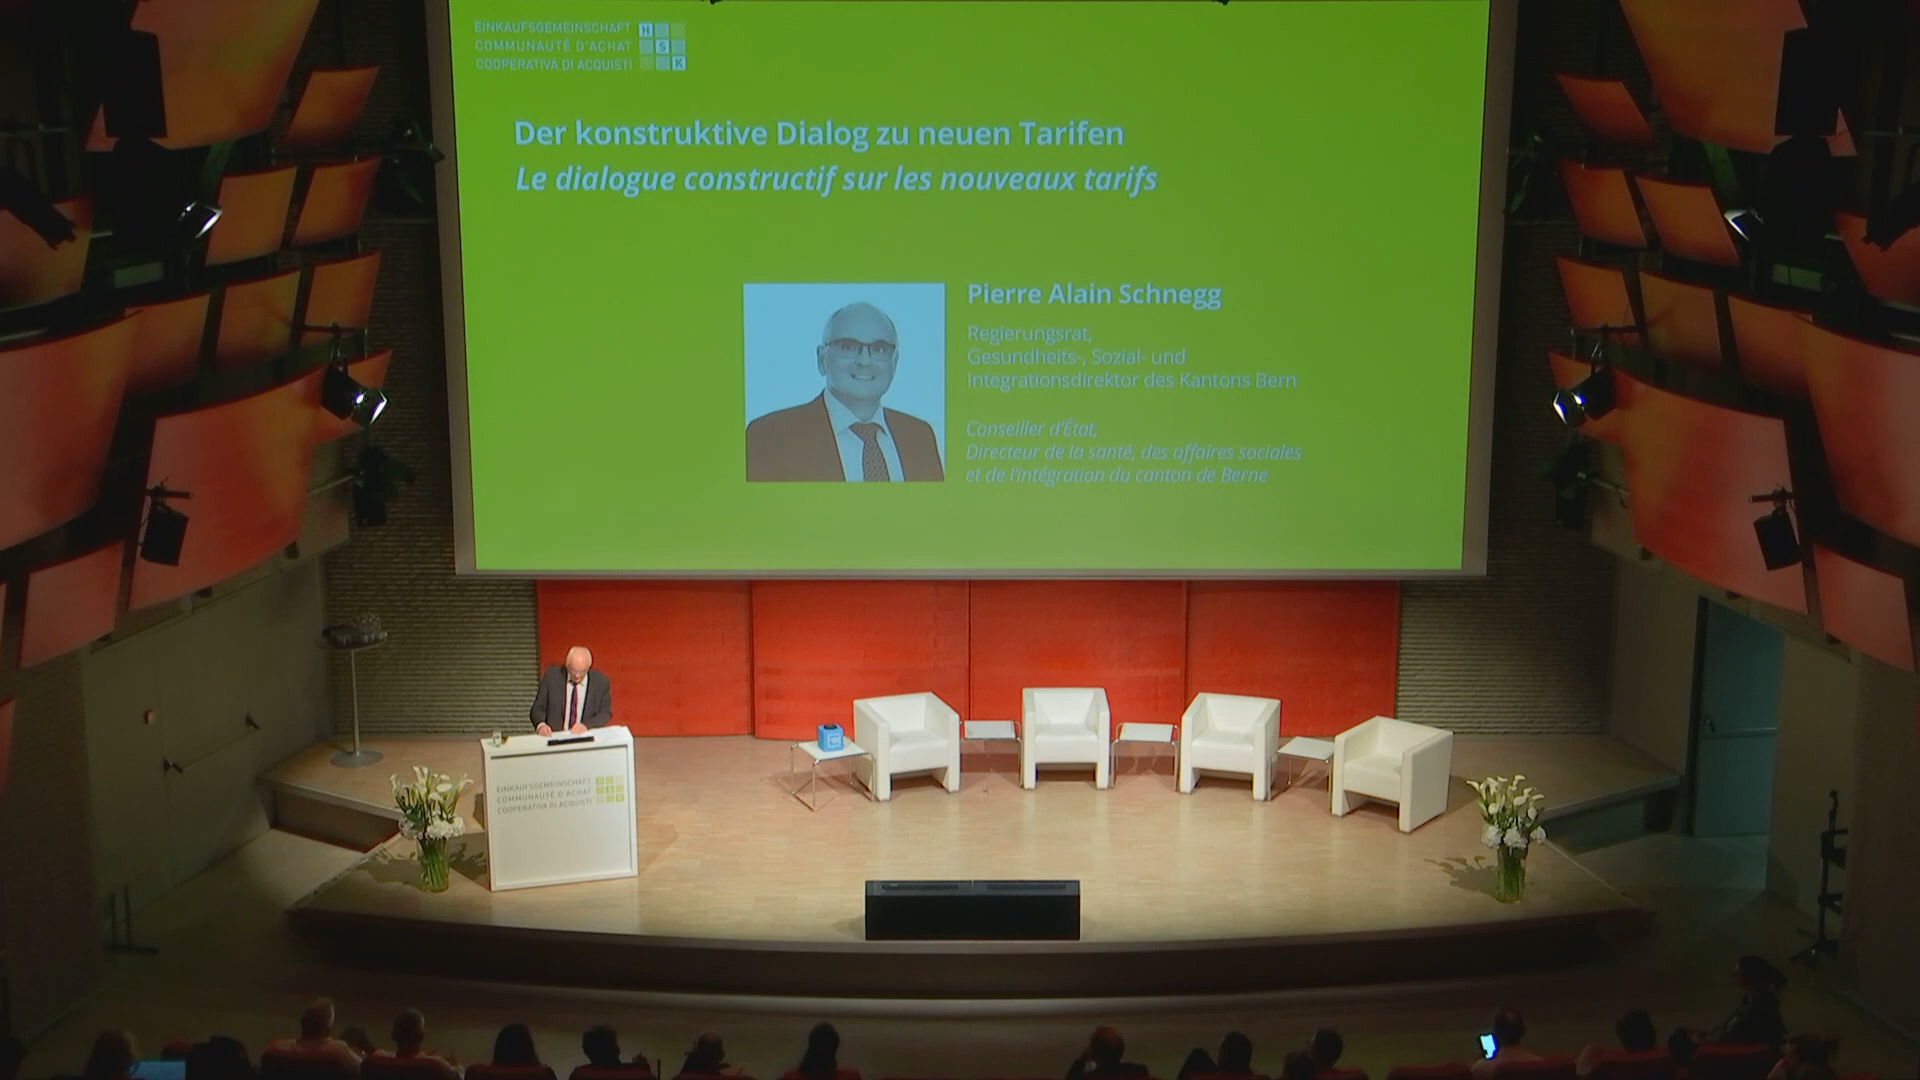 EINKAUFSGEMEINSCHAFT
COMMUNAUTÉ D'ACHAT
COOPERATIVA DI ACQUISTI
H
S
K
Der konstruktive Dialog zu neuen Tarifen
Le dialogue constructif sur les nouveaux tarifs
Pierre Alain Schnegg
Regierungsrat,
Gesundheits-, Sozial- und
Integrationsdirektor des Kantons Bern
Conseiller d'État,
Directeur de la santé, des affaires sociales
et de l'intégration du canton de Berne
EINKAUFSGEMEINSCHAFT
COMMUNAUTÉ D'ACHAT
COOPERATIVA DI ACQUISTI
H
S
K